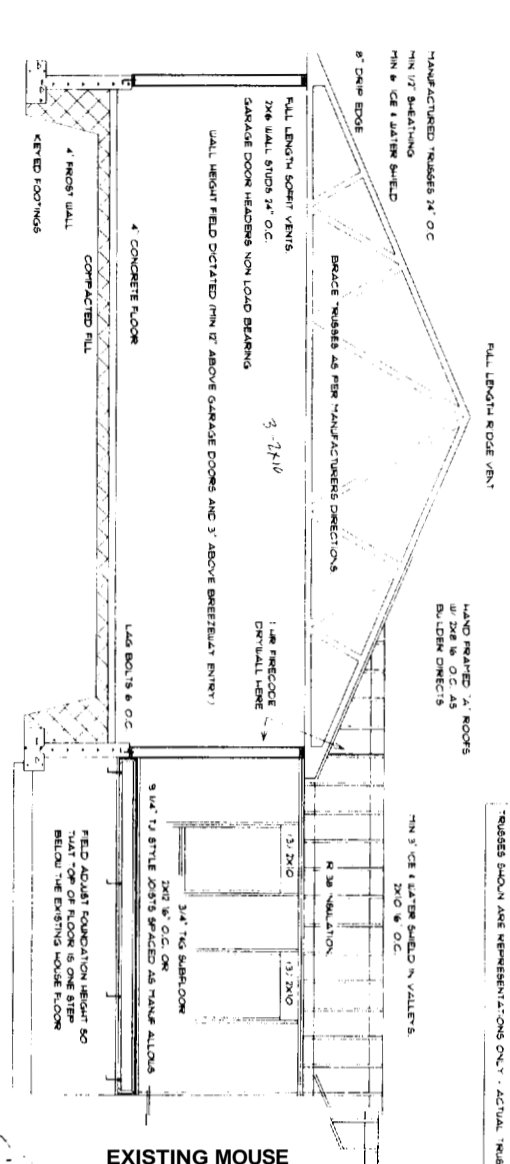 TRUSSES SHOWN ARE REPRESENTATIONS ONLY - ACTUAL
FULL LENGTH RIDGE VENT
HAND FRAMED 'A' ROOFS
W/ 2X8 16 O.C. AS
BUILDER DIRECTS
MANUFACTURED TRUSSES 24" O.C
MIN 1/2" SHEATHING
MIN 6' ICE & WATER SHIELD
8" DRIP EDGE
BRACE TRUSSES AS PER MANUFACTURERS DIRECTIONS
MIN 3' ICE & WATER SHIELD IN VALLEYS.
2X10 16" O.C.
R 38 INSULATION
FULL LENGTH SOFFIT VENTS.
2X6 WALL STUDS 24" O.C.
GARAGE DOOR HEADERS NON LOAD BEARING
3-2x10
1 HR FIRECODE
DRYWALL HERE
(3) 2X10
(3) 2X10
WALL HEIGHT FIELD DICTATED (MIN 12" ABOVE GARAGE DOORS AND 3" ABOVE BREEZEWAY ENTRY)
3/4" T&G SUBFLOOR
2X12 16" O.C. OR
9 1/4" TJI STYLE JOISTS SPACED AS MANUF ALLOWS
4" CONCRETE FLOOR
LAG BOLTS 6 O.C.
COMPACTED FILL
4' FROST WALL
KEYED FOOTINGS
FIELD ADJUST FOUNDATION HEIGHT SO
THAT TOP OF FLOOR IS ONE STEP
BELOW THE EXISTING HOUSE FLOOR
EXISTING MOUSE